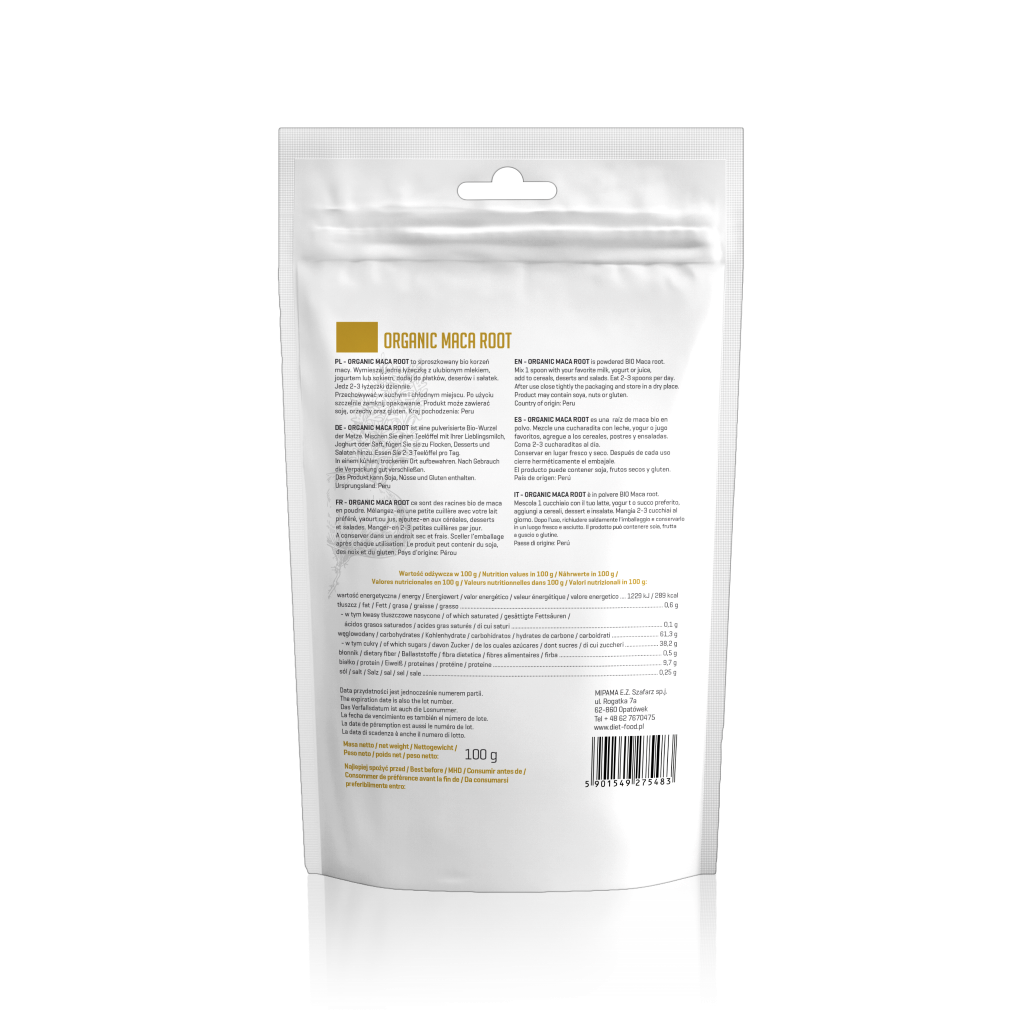 ORGANIC MACA ROOT
PL - ORGANIC MACA ROOT to sproszkowany bio korzeń
macy. Wymieszaj jedną łyżeczkę z ulubionym mlekiem,
jogurtem lub sokiem, dodaj do płatków, deserów i sałatek.
Jedz 2-3 łyżeczki dziennie.
Przechowywać w suchym i chłodnym miejscu. Po użyciu
szczelnie zamknij opakowanie. Produkt może zawierać
soję, orzechy oraz gluten. Kraj pochodzenia: Peru
DE - ORGANIC MACA ROOT ist eine pulverisierte Bio-Wurzel
der Matze. Mischen Sie einen Teelöffel mit Ihrer Lieblingsmilch,
Joghurt oder Saft, fügen Sie sie zu Flocken, Desserts und
Salaten hinzu. Essen Sie 2-3 Teelöffel pro Tag.
In einem kühlen, trockenen Ort aufbewahren. Nach Gebrauch
die Verpackung gut verschließen.
Das Produkt kann Soja, Nüsse und Gluten enthalten.
Ursprungsland: Peru
FR - ORGANIC MACA ROOT ce sont des racines bio de maca
en poudre. Mélangez-en une petite cuillère avec votre lait
préféré, yaourt ou jus, ajoutez-en aux céréales, desserts
et salades. Manger-en 2-3 petites cuillères par jour.
A conserver dans un endroit sec et frais. Sceller l'emballage
après chaque utilisation. Le produit peut contenir du soja,
des noix et du gluten. Pays d'origine: Pérou
EN - ORGANIC MACA ROOT is powdered BIO Maca root.
Mix 1 spoon with your favorite milk, yogurt or juice,
add to cereals, deserts and salads. Eat 2-3 spoons per day.
After use close tightly the packaging and store in a dry place.
Product may contain soya, nuts or gluten.
Country of origin: Peru
ES - ORGANIC MACA ROOT es una raíz de maca bio en
polvo. Mezcle una cucharadita con leche, yogur o jugo
favoritos, agregue a los cereales, postres y ensaladas.
Coma 2-3 cucharaditas al día.
Conservar en lugar fresco y seco. Después de cada uso
cierre herméticamente el embalaje.
El producto puede contener soja, frutos secos y gluten.
País de origen: Perú
IT - ORGANIC MACA ROOT è in polvere BIO Maca root.
Mescola 1 cucchiaio con il tuo latte, yogur t o succo preferito,
aggiungi a cereali, dessert e insalate. Mangia 2-3 cucchiai al
giorno. Dopo l'uso, richiudere saldamente l'imballaggio e conservarlo
in un luogo fresco e asciutto. Il prodotto può contenere soia, frutta
a guscio o glutine.
Paese di origine: Perù
Wartość odżywcza w 100 g / Nutrition values in 100 g / Nährwerte in 100 g /
Valores nutricionales en 100 g / Valeurs nutritionnelles dans 100 g / Valori nutrizionali in 100 g:
wartość energetyczna / energy / Energiewert / valor energético / valeur énergétique / valore energetico ... 1229 kJ / 289 kcal
tłuszcz / fat / Fett / grasa / graisse / grasso ... 0,6 g
- w tym kwasy tłuszczowe nasycone / of which saturated / gesättigte Fettsäuren /
ácidos grasos saturados / acides gras saturés / di cui saturi ... 0,1 g
węglowodany / carbohydrates / Kohlenhydrate / carbohidratos / hydrates de carbone / carboidrati ... 61,3 g
- w tym cukry / of which sugars / davon Zucker / de los cuales azúcares / dont sucres / di cui zuccheri ... 38,2 g
błonnik / dietary fiber / Ballaststoffe / fibra dietetica / fibres alimentaires / firba ... 0,5 g
białko / protein / Eiweiß / proteines / protéine / proteine ... 9,7 g
sól / salt / Salz / sal / sel / sale ... 0,25 g
Data przydatności jest jednocześnie numerem partii.
The expiration date is also the lot number.
Das Verfallsdatum ist auch die Losnummer.
La fecha de vencimiento es también el número de lote.
La date de péremption est aussi le numéro de lot.
La data di scadenza è anche il numero di lotto.
Masa netto / net weight / Nettogewicht /
Peso neto / poids net / peso netto:
100 g
Najlepiej spożyć przed / Best before / MHD / Consumir antes de /
Consommer de préférence avant la fin de / Da consumarsi
preferiblimente entro:
MIPAMA E.Z. Szafarz sp.j.
ul. Rogatka 7a
62-860 Opatówek
Tel + 48 62 7670475
www.diet-food.pl
5 901549 275483